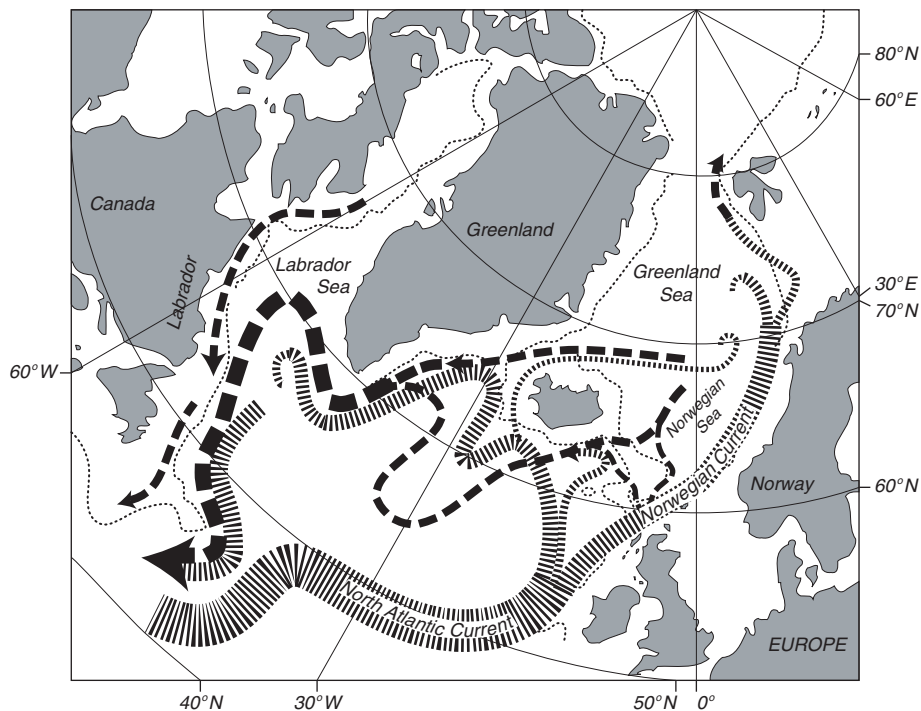 80°N
60°E
Canada
Greenland
Labrador
Labrador
Sea
Greenland
Sea
30°E
70°N
60°W
Norwegian
Sea
Norwegian Current
Norway
60°N
North Atlantic Current
EUROPE
40°N
30°W
50°N
0°